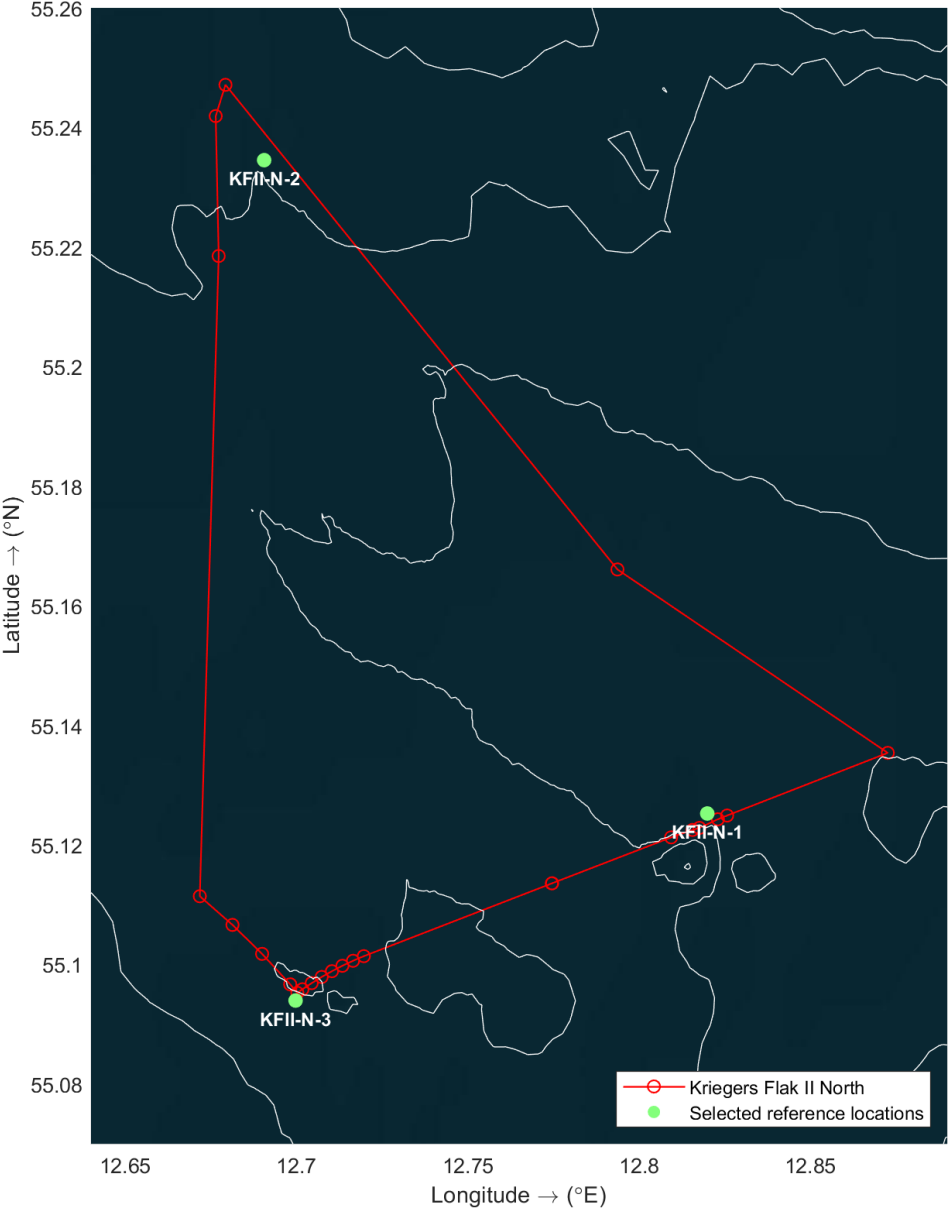 55.26
55.24
55.22
55.2
55.18
55.16
55.14
55.12
55.1
55.08
Latitude → (°N)
KFII-N-2
KFII-N-1
KFII-N-3
Kriegers Flak II North
Selected reference locations
12.65
12.7
12.75
12.8
12.85
Longitude → (°E)